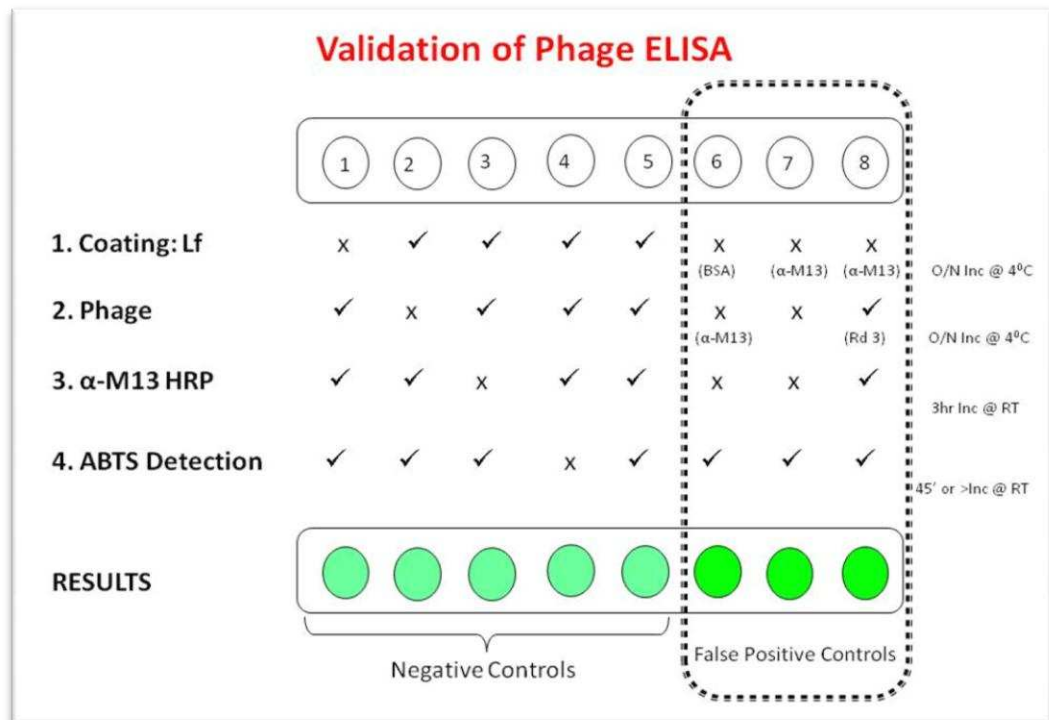 Validation of Phage ELISA
1 2 3 4 5 6 7 8
1. Coating: Lf x ✓ ✓ ✓ ✓ x x x
(BSA) (α-M13) (α-M13) O/N Inc @ 4⁰C
2. Phage ✓ x ✓ ✓ ✓ x x ✓
(α-M13) (Rd 3) O/N Inc @ 4⁰C
3. α-M13 HRP ✓ ✓ x ✓ ✓ x x ✓
3hr Inc @ RT
4. ABTS Detection ✓ ✓ ✓ x ✓ ✓ ✓ ✓
45' or >Inc @ RT
RESULTS
Negative Controls
False Positive Controls